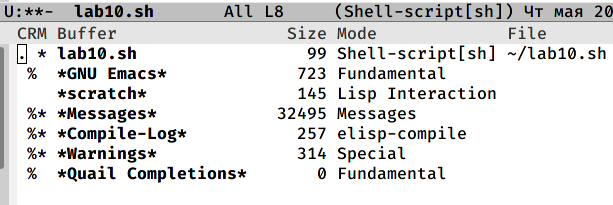 U:**-  lab10.sh       All L8     (Shell-script[sh]) Чт мая 20
CRM Buffer                Size Mode             File
. * lab10.sh                99 Shell-script[sh] ~/lab10.sh
 %  *GNU Emacs*            723 Fundamental
    *scratch*              145 Lisp Interaction
 %* *Messages*           32495 Messages
 %* *Compile-Log*          257 elisp-compile
 %* *Warnings*             314 Special
 %  *Quail Completions*      0 Fundamental